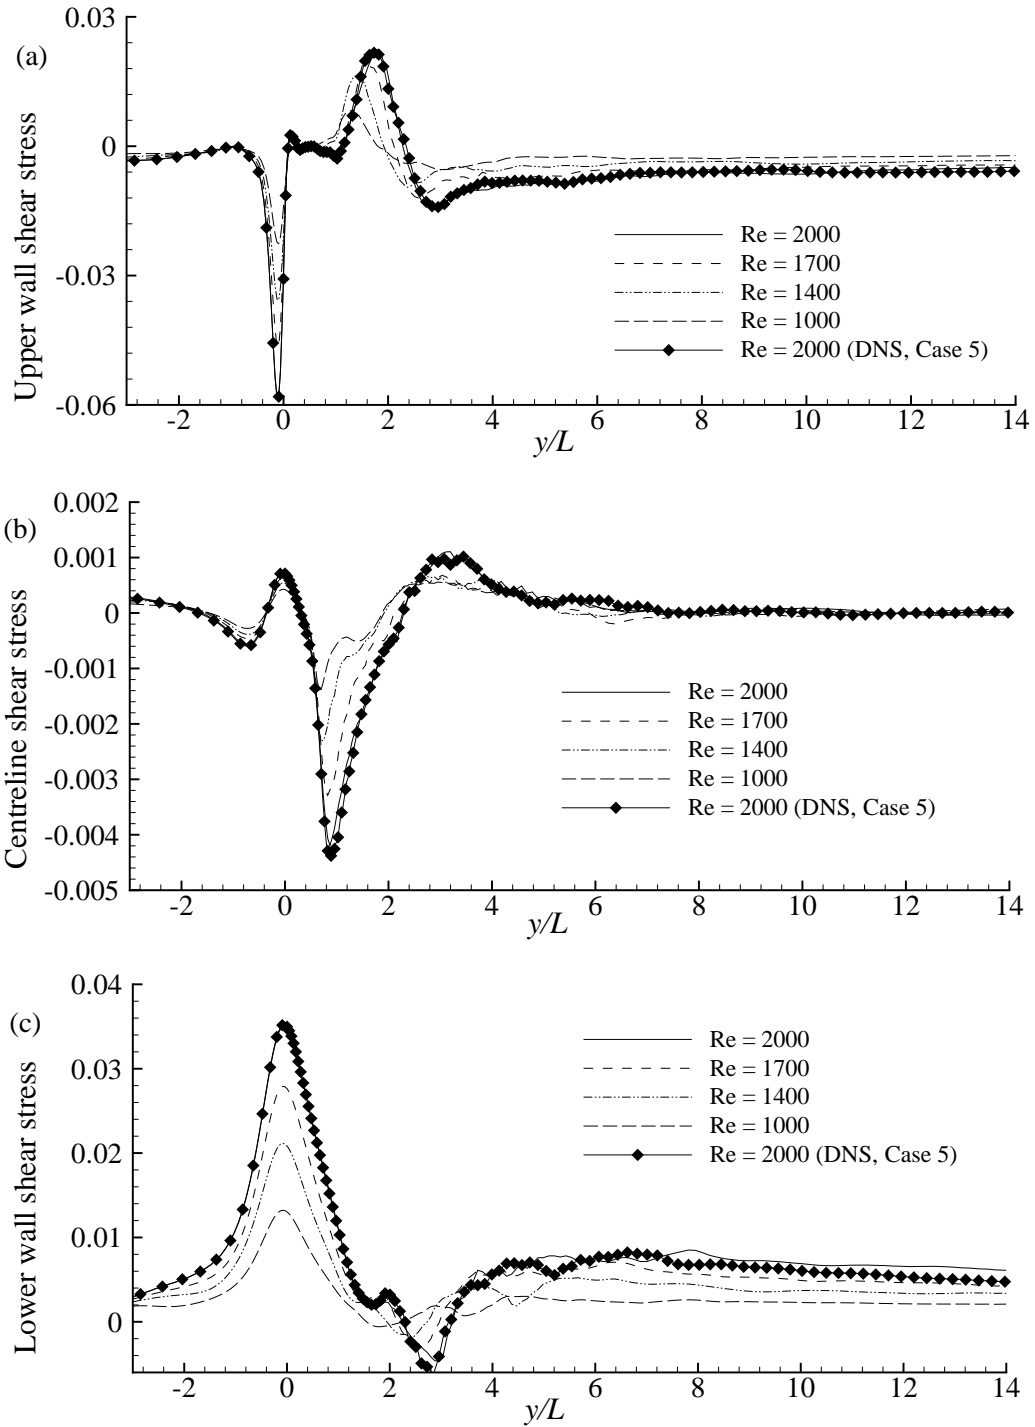 (a)
Upper wall shear stress
0.03
0
-0.03
-0.06
Re = 2000
Re = 1700
Re = 1400
Re = 1000
Re = 2000 (DNS, Case 5)
-2 0 2 4 6 8 10 12 14
y/L
(b)
Centreline shear stress
0.002
0.001
0
-0.001
-0.002
-0.003
-0.004
-0.005
Re = 2000
Re = 1700
Re = 1400
Re = 1000
Re = 2000 (DNS, Case 5)
-2 0 2 4 6 8 10 12 14
y/L
(c)
Lower wall shear stress
0.04
0.03
0.02
0.01
0
Re = 2000
Re = 1700
Re = 1400
Re = 1000
Re = 2000 (DNS, Case 5)
-2 0 2 4 6 8 10 12 14
y/L